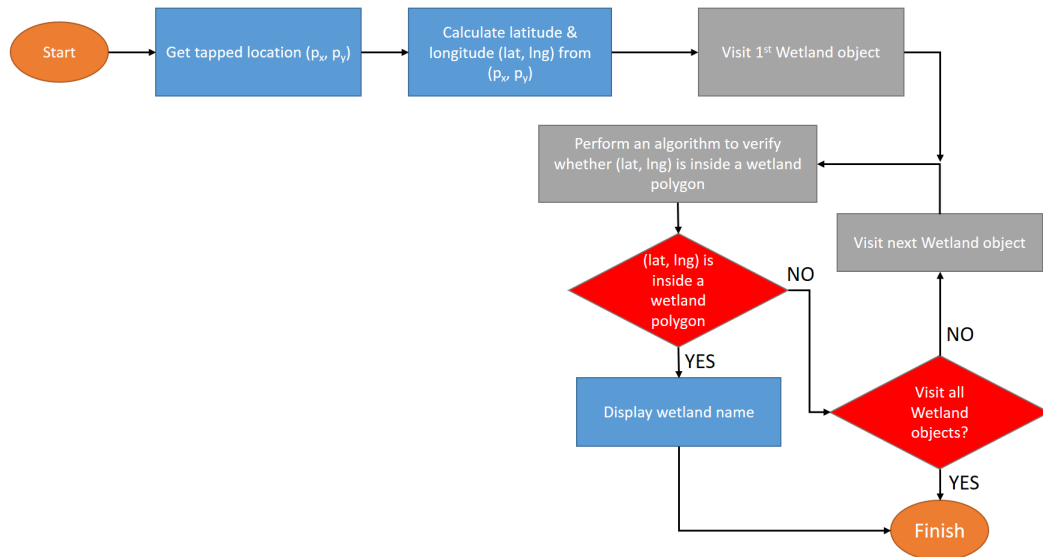 Start
Get tapped location (pₓ, pᵧ)
Calculate latitude &
longitude (lat, lng) from
(pₓ, pᵧ)
Visit 1ˢᵗ Wetland object
Perform an algorithm to verify
whether (lat, lng) is inside a wetland
polygon
Visit next Wetland object
(lat, lng) is
inside a
wetland
polygon
NO
NO
YES
Display wetland name
Visit all
Wetland
objects?
YES
Finish